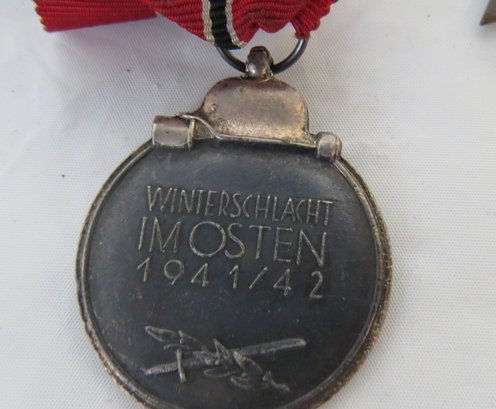 WINTERSCHLACHT
IM OSTEN
1941/42